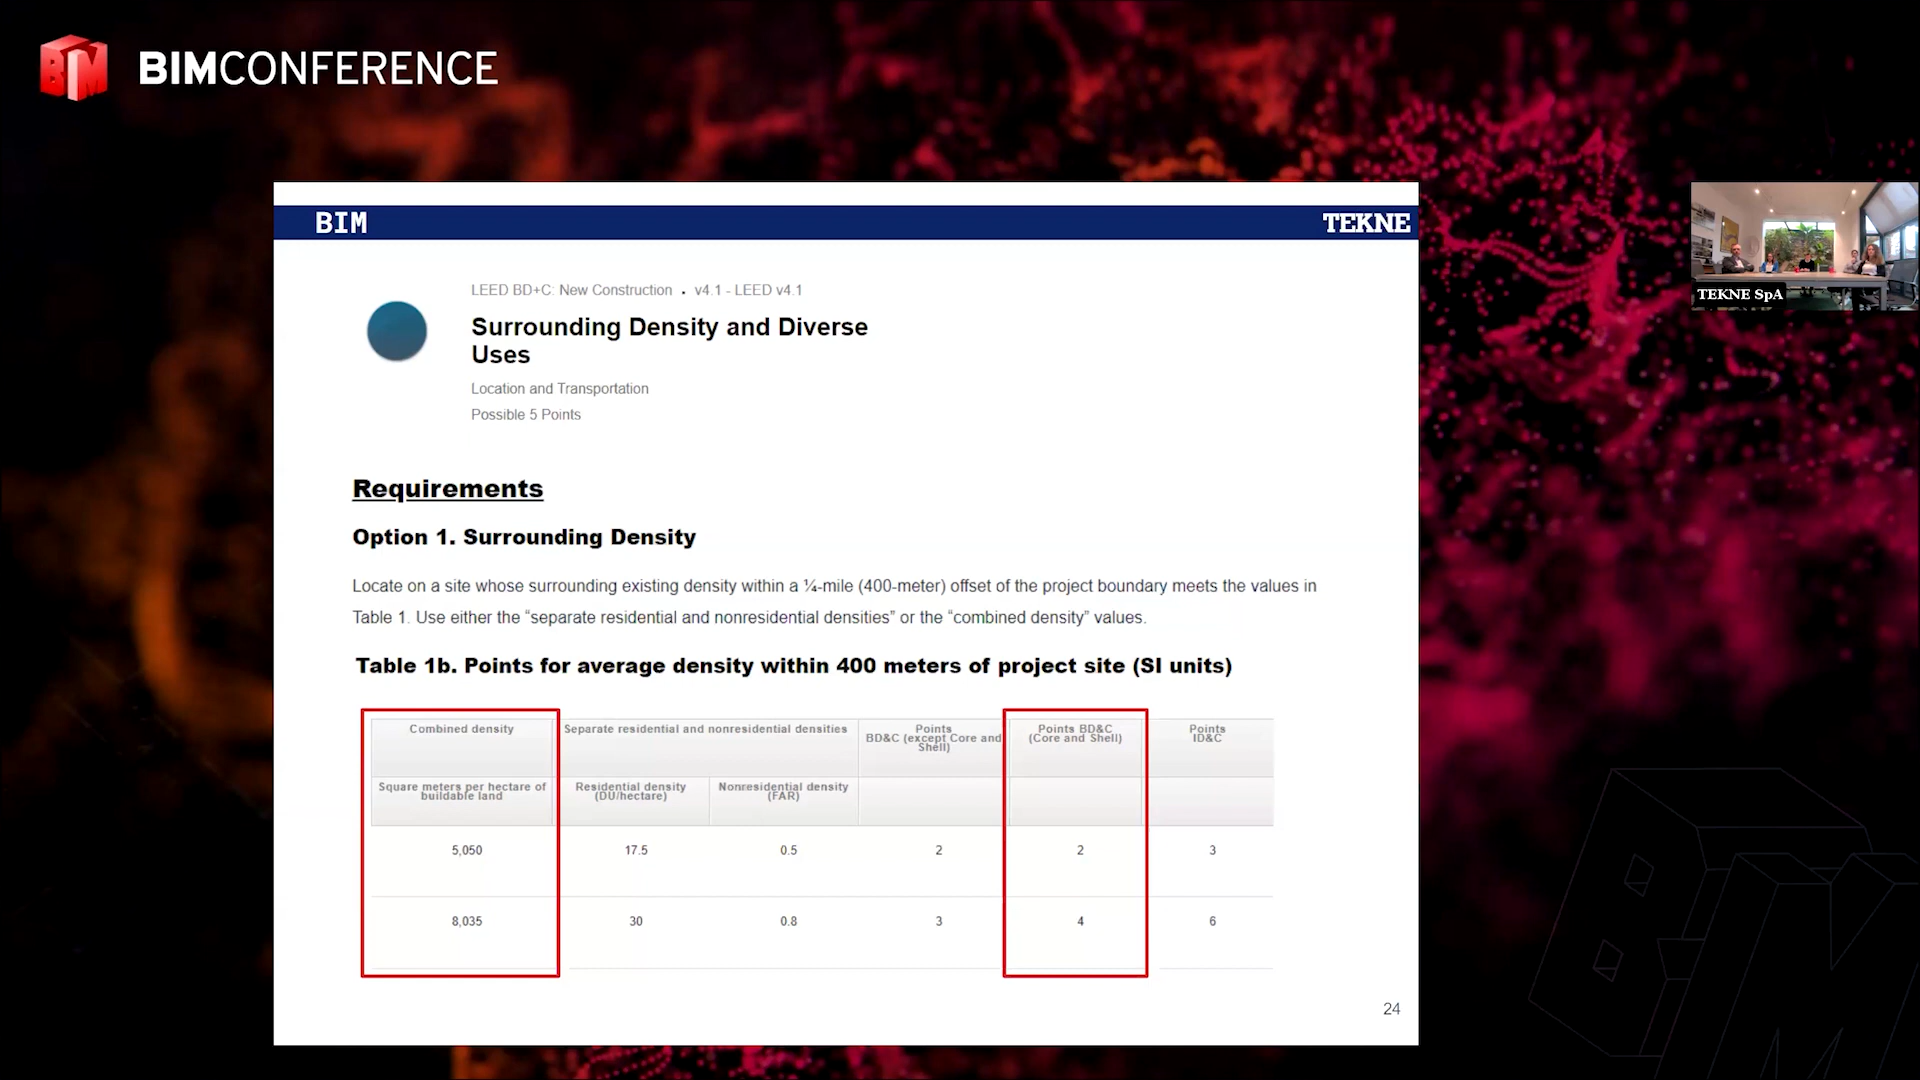 BIM
BIMCONFERENCE
BIM
TEKNE
LEED BD+C: New Construction • v4.1 - LEED v4.1
Surrounding Density and Diverse
Uses
Location and Transportation
Possible 5 Points
TEKNE SpA
Requirements
Option 1. Surrounding Density
Locate on a site whose surrounding existing density within a ¼-mile (400-meter) offset of the project boundary meets the values in
Table 1. Use either the “separate residential and nonresidential densities” or the “combined density” values.
Table 1b. Points for average density within 400 meters of project site (SI units)
Combined density
Separate residential and nonresidential densities
Points
BD&C (except Core and
Shell)
Points BD&C
(Core and Shell)
Points
ID&C
Square meters per hectare of
buildable land
Residential density
(DU/hectare)
Nonresidential density
(FAR)
5,050 17.5 0.5 2 2 3
8,035 30 0.8 3 4 6
24
BIM